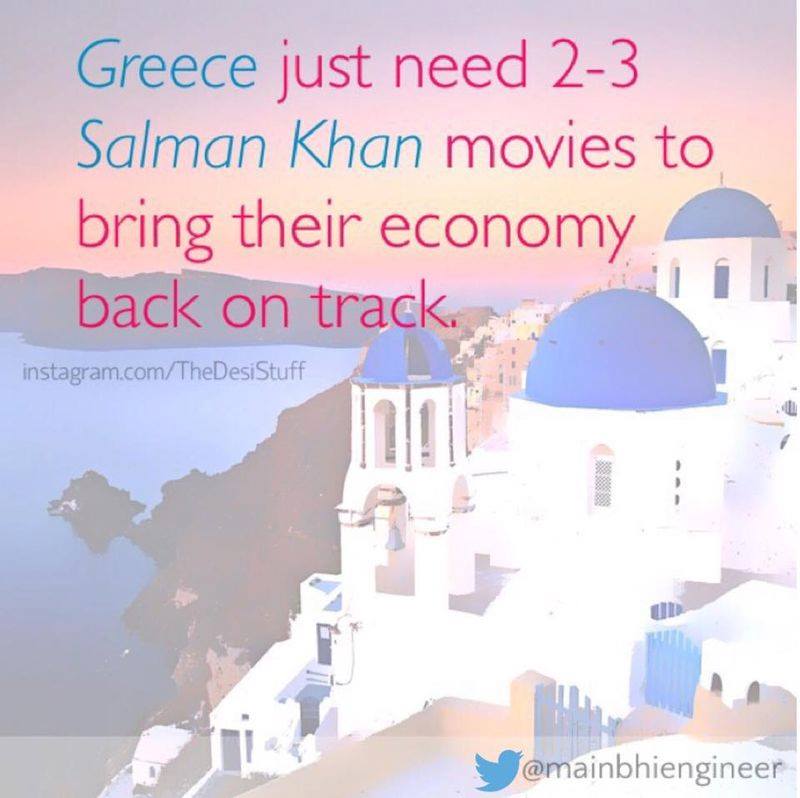 Greece just need 2-3
Salman Khan movies to
bring their economy
back on track.
instagram.com/TheDesiStuff
@mainbhiengineer